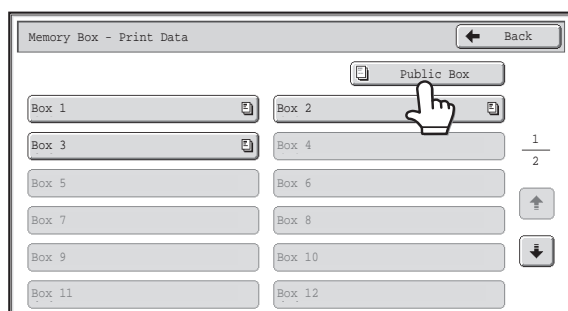 Memory Box - Print Data
Back
Public Box
Box 1
Box 2
Box 3
Box 4
1
2
Box 5
Box 6
Box 7
Box 8
Box 9
Box 10
Box 11
Box 12